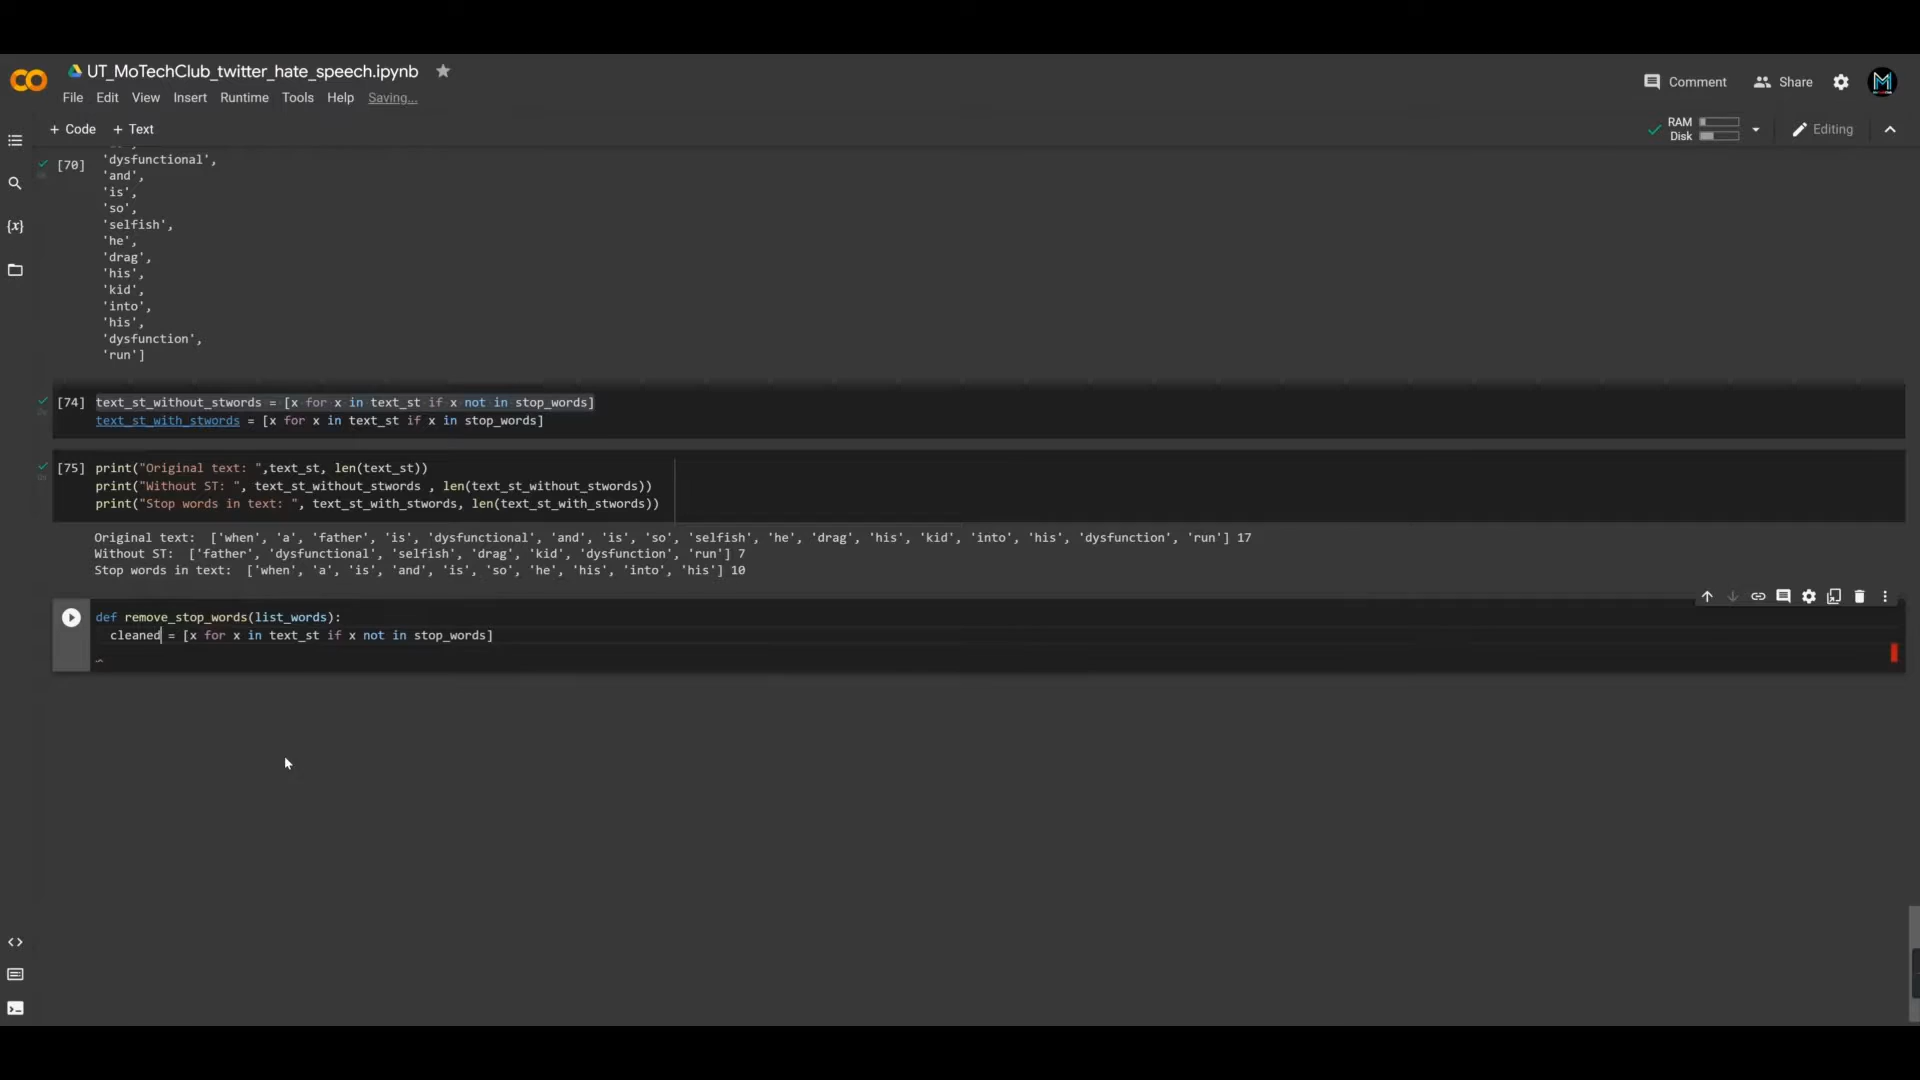 UT_MoTechClub_twitter_hate_speech.ipynb
Comment
Share
File Edit View Insert Runtime Tools Help Saving...
+ Code + Text
RAM
Disk
Editing
[70]
'dysfunctional',
'and',
'is',
'so',
'selfish',
'he',
'drag',
'his',
'kid',
'into',
'his',
'dysfunction',
'run']
[74] text_st_without_stwords = [x for x in text_st if x not in stop_words]
text_st_with_stwords = [x for x in text_st if x in stop_words]
[75] print("Original text: ",text_st, len(text_st))
print("Without ST: ", text_st_without_stwords , len(text_st_without_stwords))
print("Stop words in text: ", text_st_with_stwords, len(text_st_with_stwords))
Original text:  ['when', 'a', 'father', 'is', 'dysfunctional', 'and', 'is', 'so', 'selfish', 'he', 'drag', 'his', 'kid', 'into', 'his', 'dysfunction', 'run'] 17
Without ST:  ['father', 'dysfunctional', 'selfish', 'drag', 'kid', 'dysfunction', 'run'] 7
Stop words in text:  ['when', 'a', 'is', 'and', 'is', 'so', 'he', 'his', 'into', 'his'] 10
def remove_stop_words(list_words):
cleaned = [x for x in text_st if x not in stop_words]